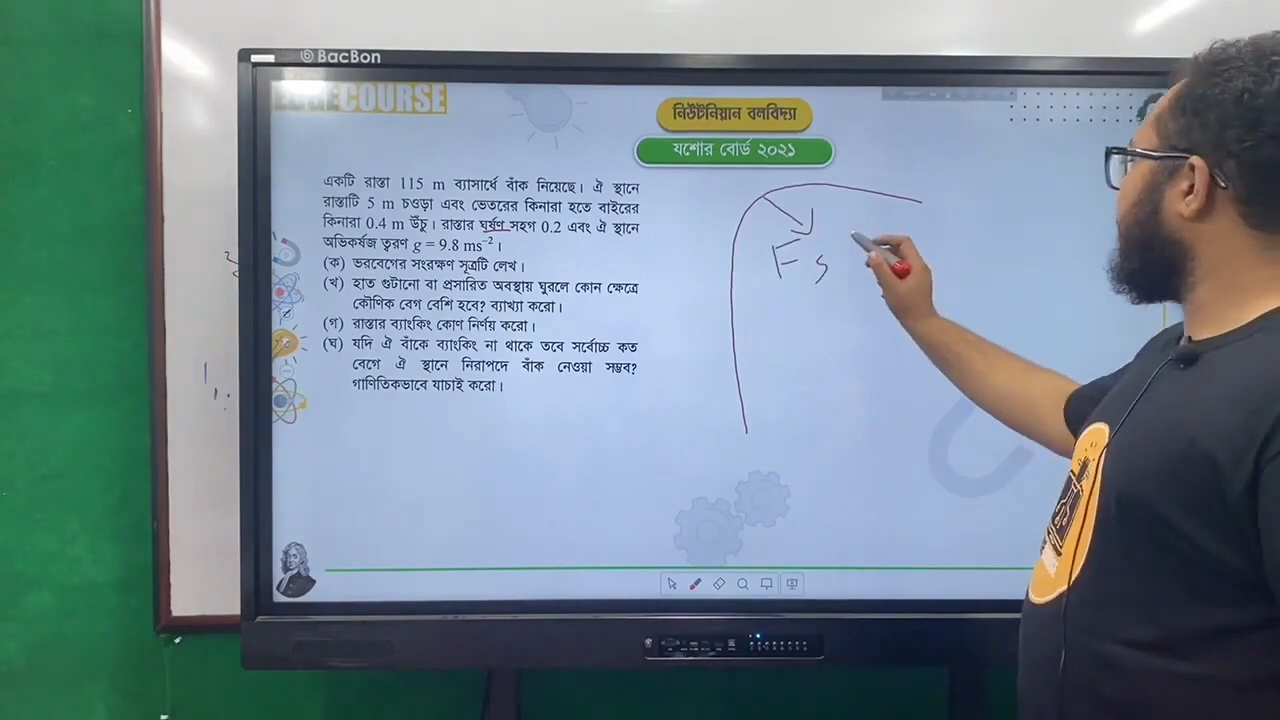 BacBon
EDGECOURSE
নিউটনিয়ান বলবিদ্যা
যশোর বোর্ড ২০২১
একটি রাস্তা 115 m ব্যাসার্ধে বাঁক নিয়েছে। ঐ স্থানে
রাস্তাটি 5 m চওড়া এবং ভেতরের কিনারা হতে বাইরের
কিনারা 0.4 m উঁচু। রাস্তার ঘর্ষণ সহগ 0.2 এবং ঐ স্থানে
অভিকর্ষজ ত্বরণ g = 9.8 ms⁻²।
(ক) ভরবেগের সংরক্ষণ সূত্রটি লেখ।
(খ) হাত গুটানো বা প্রসারিত অবস্থায় ঘুরলে কোন ক্ষেত্রে
কৌণিক বেগ বেশি হবে? ব্যাখ্যা করো।
(গ) রাস্তার ব্যাংকিং কোণ নির্ণয় করো।
(ঘ) যদি ঐ বাঁকে ব্যাংকিং না থাকে তবে সর্বোচ্চ কত
বেগে ঐ স্থানে নিরাপদে বাঁক নেওয়া সম্ভব?
গাণিতিকভাবে যাচাই করো।
Fs